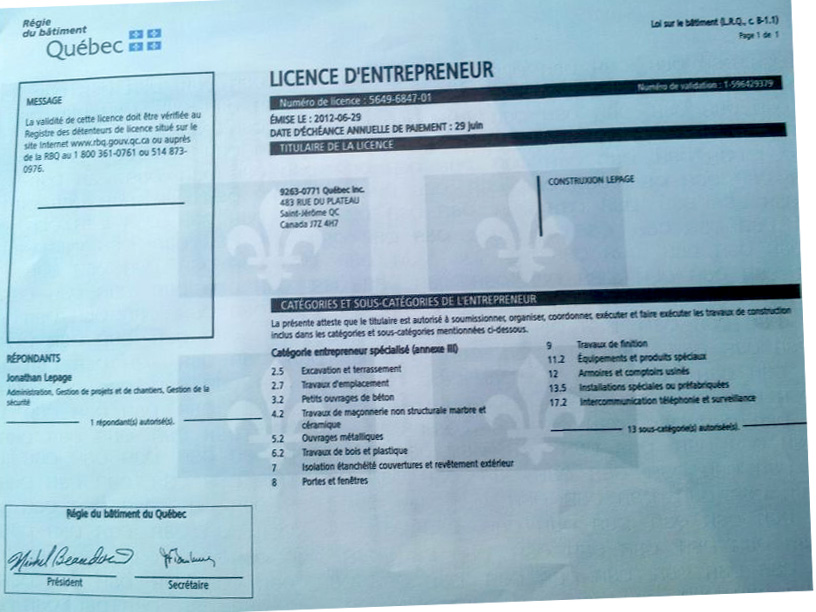 Régie
du bâtiment
Québec
Loi sur le bâtiment (L.R.Q., c. B-1.1)
Page 1 de 1
MESSAGE
La validité de cette licence doit être vérifiée au
Registre des détenteurs de licence situé sur le
site Internet www.rbq.gouv.qc.ca ou auprès
de la RBQ au 1 800 361-0761 ou 514 873-
0976.
LICENCE D'ENTREPRENEUR
Numéro de licence : 5649-6847-01
Numéro de validation : 1-596429379
ÉMISE LE : 2012-06-29
DATE D'ÉCHÉANCE ANNUELLE DE PAIEMENT : 29 juin
TITULAIRE DE LA LICENCE
9263-0771 Québec Inc.
483 RUE DU PLATEAU
Saint-Jérôme QC
Canada J7Z 4H7
CONSTRUXION LEPAGE
CATÉGORIES ET SOUS-CATÉGORIES DE L'ENTREPRENEUR
La présente atteste que le titulaire est autorisé à soumissionner, organiser, coordonner, exécuter et faire exécuter les travaux de construction
inclus dans les catégories et sous-catégories mentionnées ci-dessous.
Catégorie entrepreneur spécialisé (annexe III)
2.5 Excavation et terrassement
2.7 Travaux d'emplacement
3.2 Petits ouvrages de béton
4.2 Travaux de maçonnerie non structurale marbre et
céramique
5.2 Ouvrages métalliques
6.2 Travaux de bois et plastique
7 Isolation étanchéité couvertures et revêtement extérieur
8 Portes et fenêtres
9 Travaux de finition
11.2 Équipements et produits spéciaux
12 Armoires et comptoirs usinés
13.5 Installations spéciales ou préfabriquées
17.2 Intercommunication téléphonie et surveillance
13 sous-catégorie(s) autorisée(s).
RÉPONDANTS
Jonathan Lepage
Administration, Gestion de projets et de chantiers, Gestion de la
sécurité
1 répondant(s) autorisé(s).
Régie du bâtiment du Québec
Président
Secrétaire